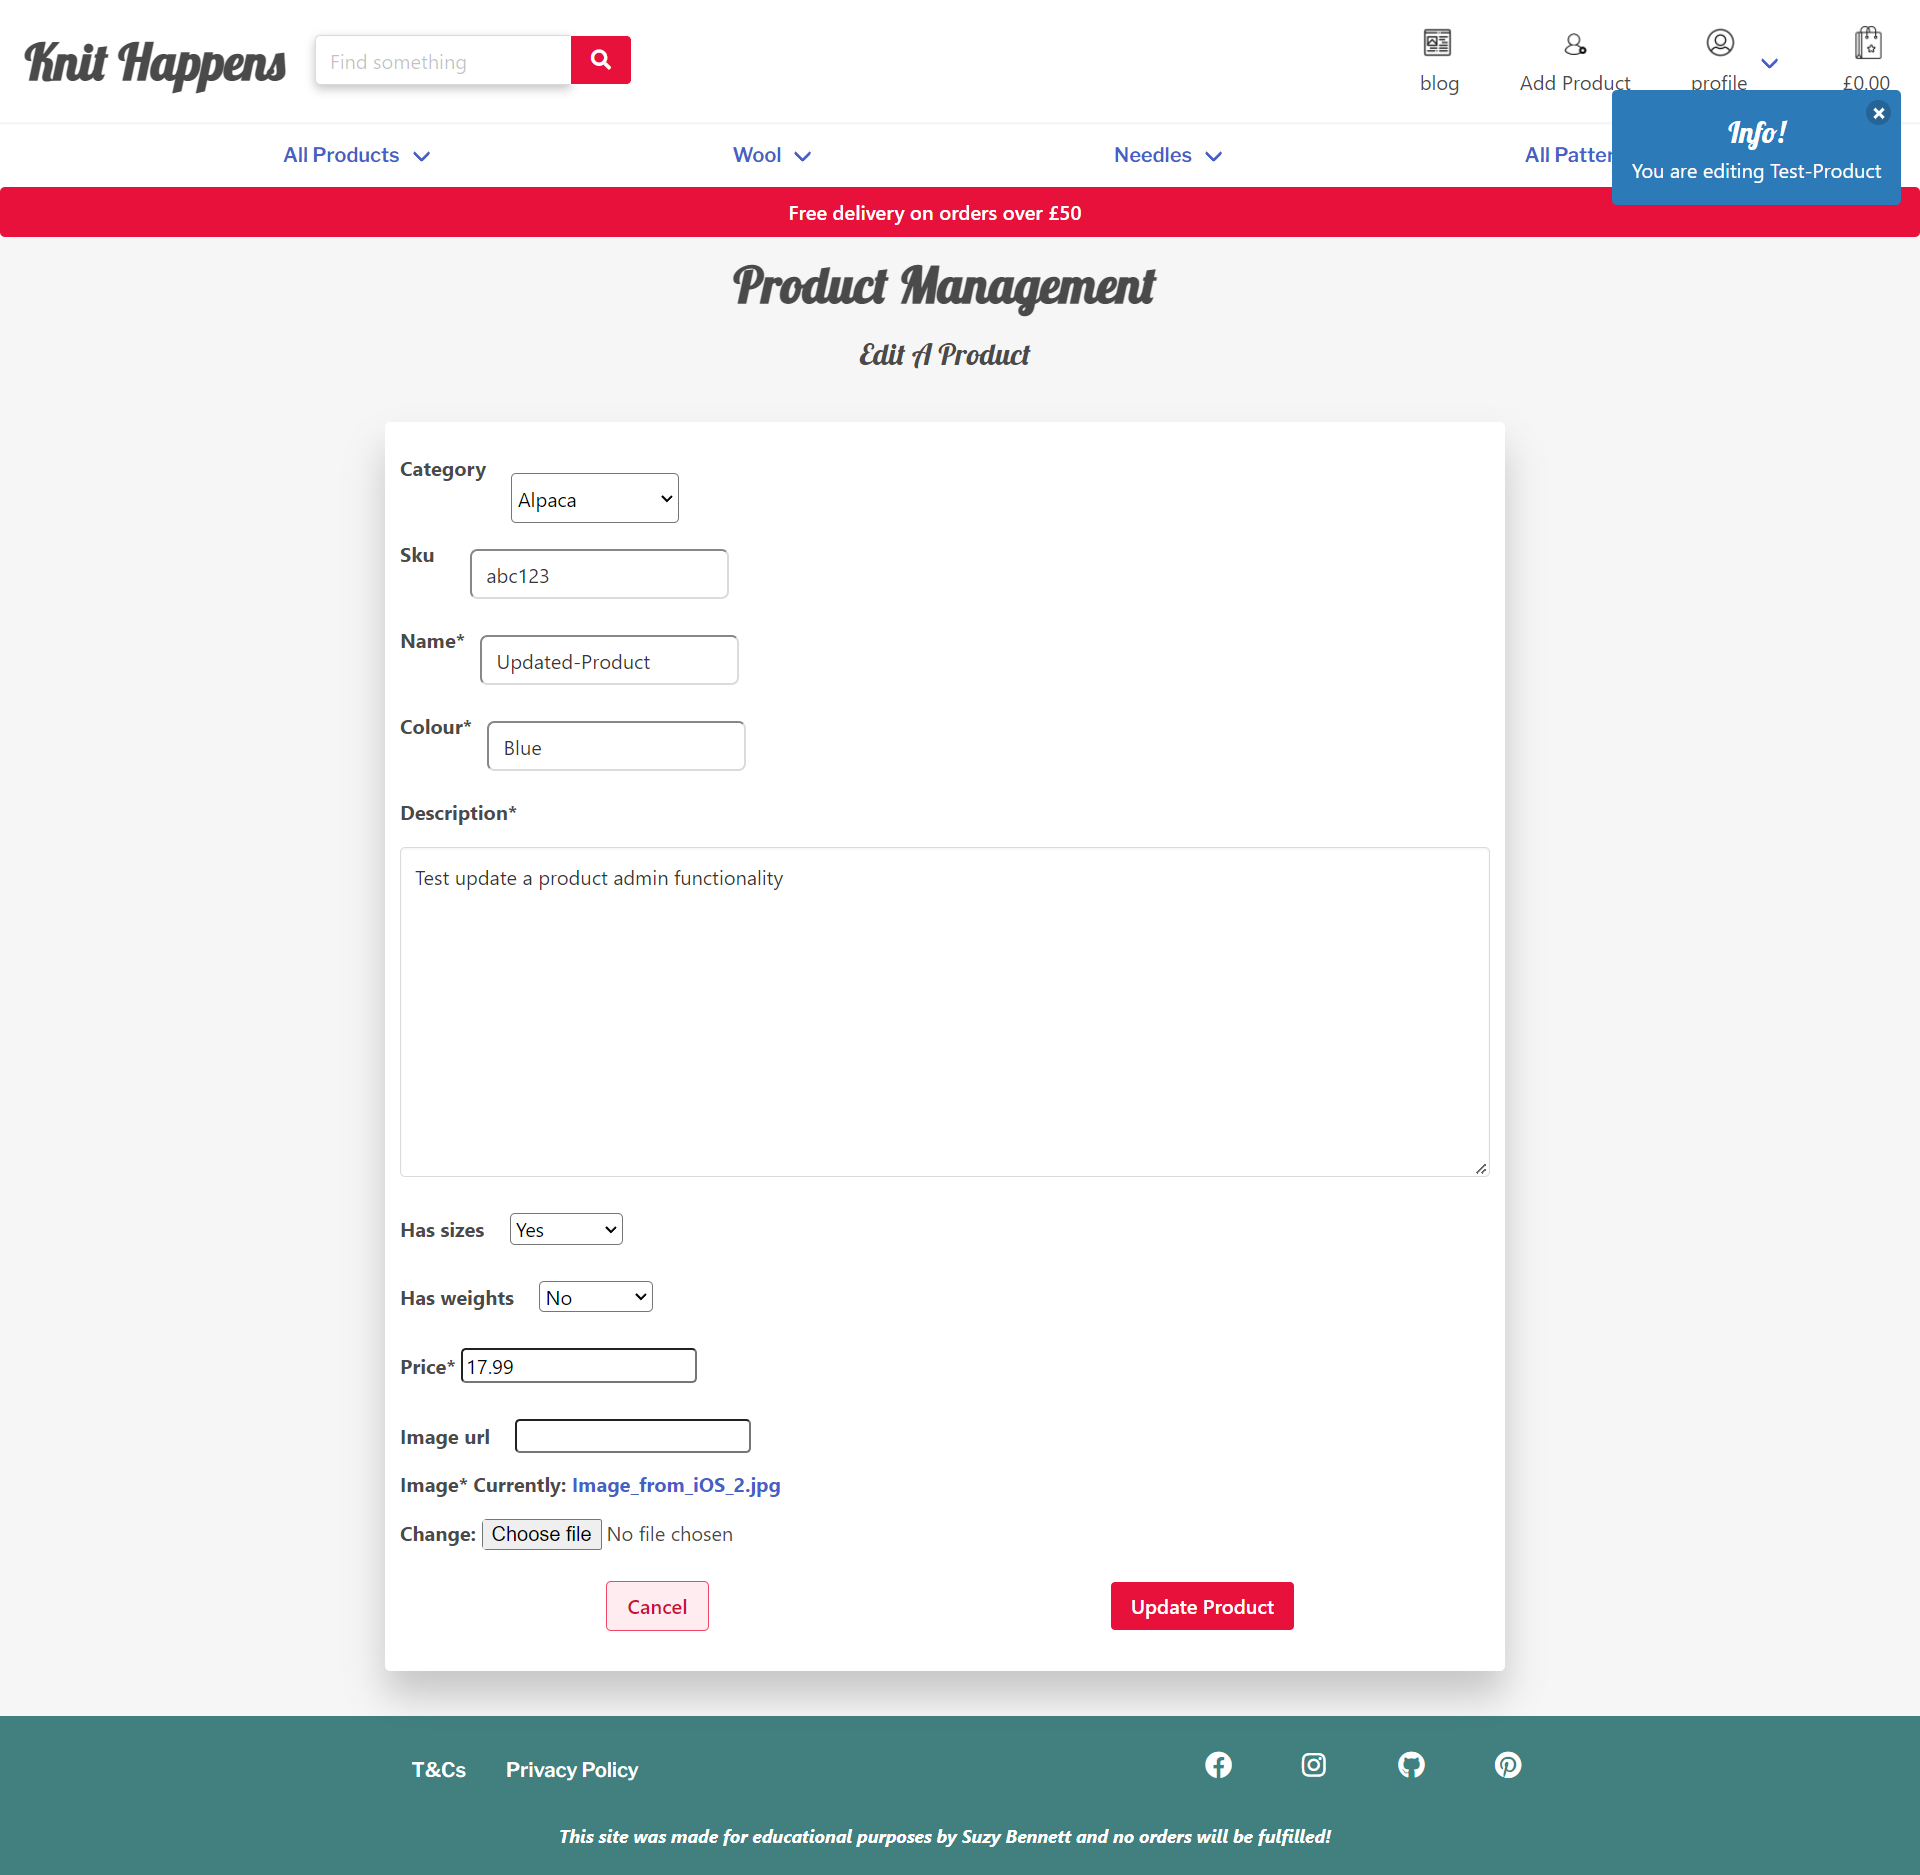 Knit Happens
Find something
blog
Add Product
profile
£0.00
Info!
You are editing Test-Product
All Products
Wool
Needles
All
Free delivery on orders over £50
Product Management
Edit A Product
Category
Alpaca
Sku
abc123
Name*
Updated-Product
Colour*
Blue
Description*
Test update a product admin functionality
Has sizes
Yes
Has weights
No
Price*
17.99
Image url
Image* Currently: Image_from_iOS_2.jpg
Change: Choose file No file chosen
Cancel
Update Product
T&Cs
Privacy Policy
This site was made for educational purposes by Suzy Bennett and no orders will be fulfilled!